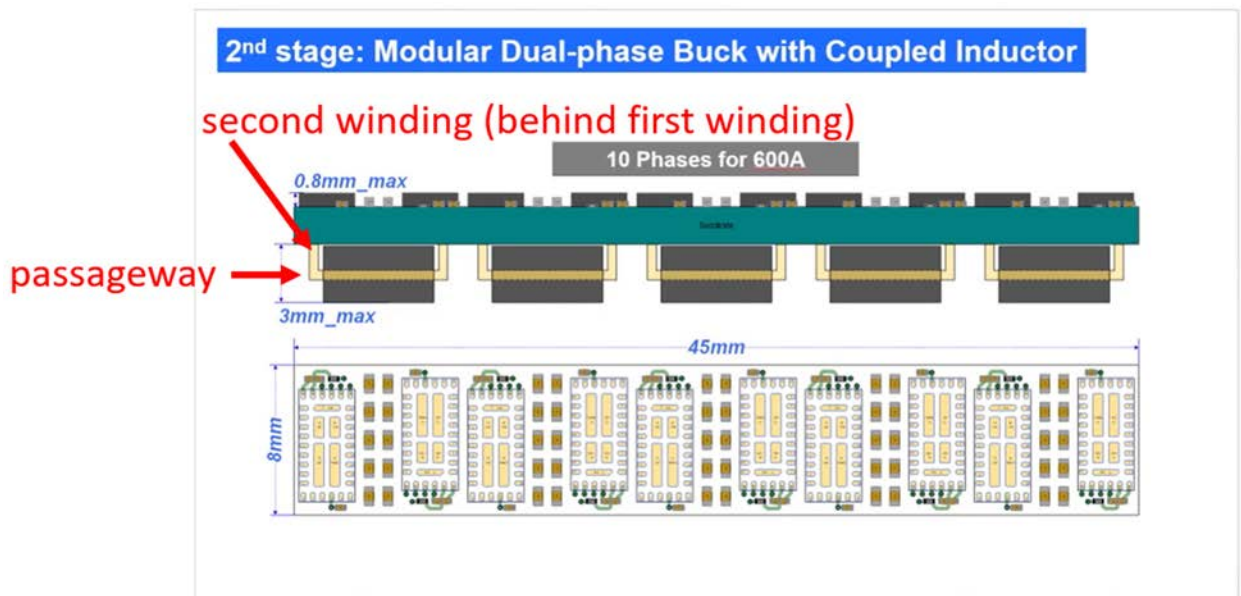 2nd stage: Modular Dual-phase Buck with Coupled Inductor
second winding (behind first winding)
10 Phases for 600A
0.8mm_max
Substrate
passageway
3mm_max
45mm
8mm